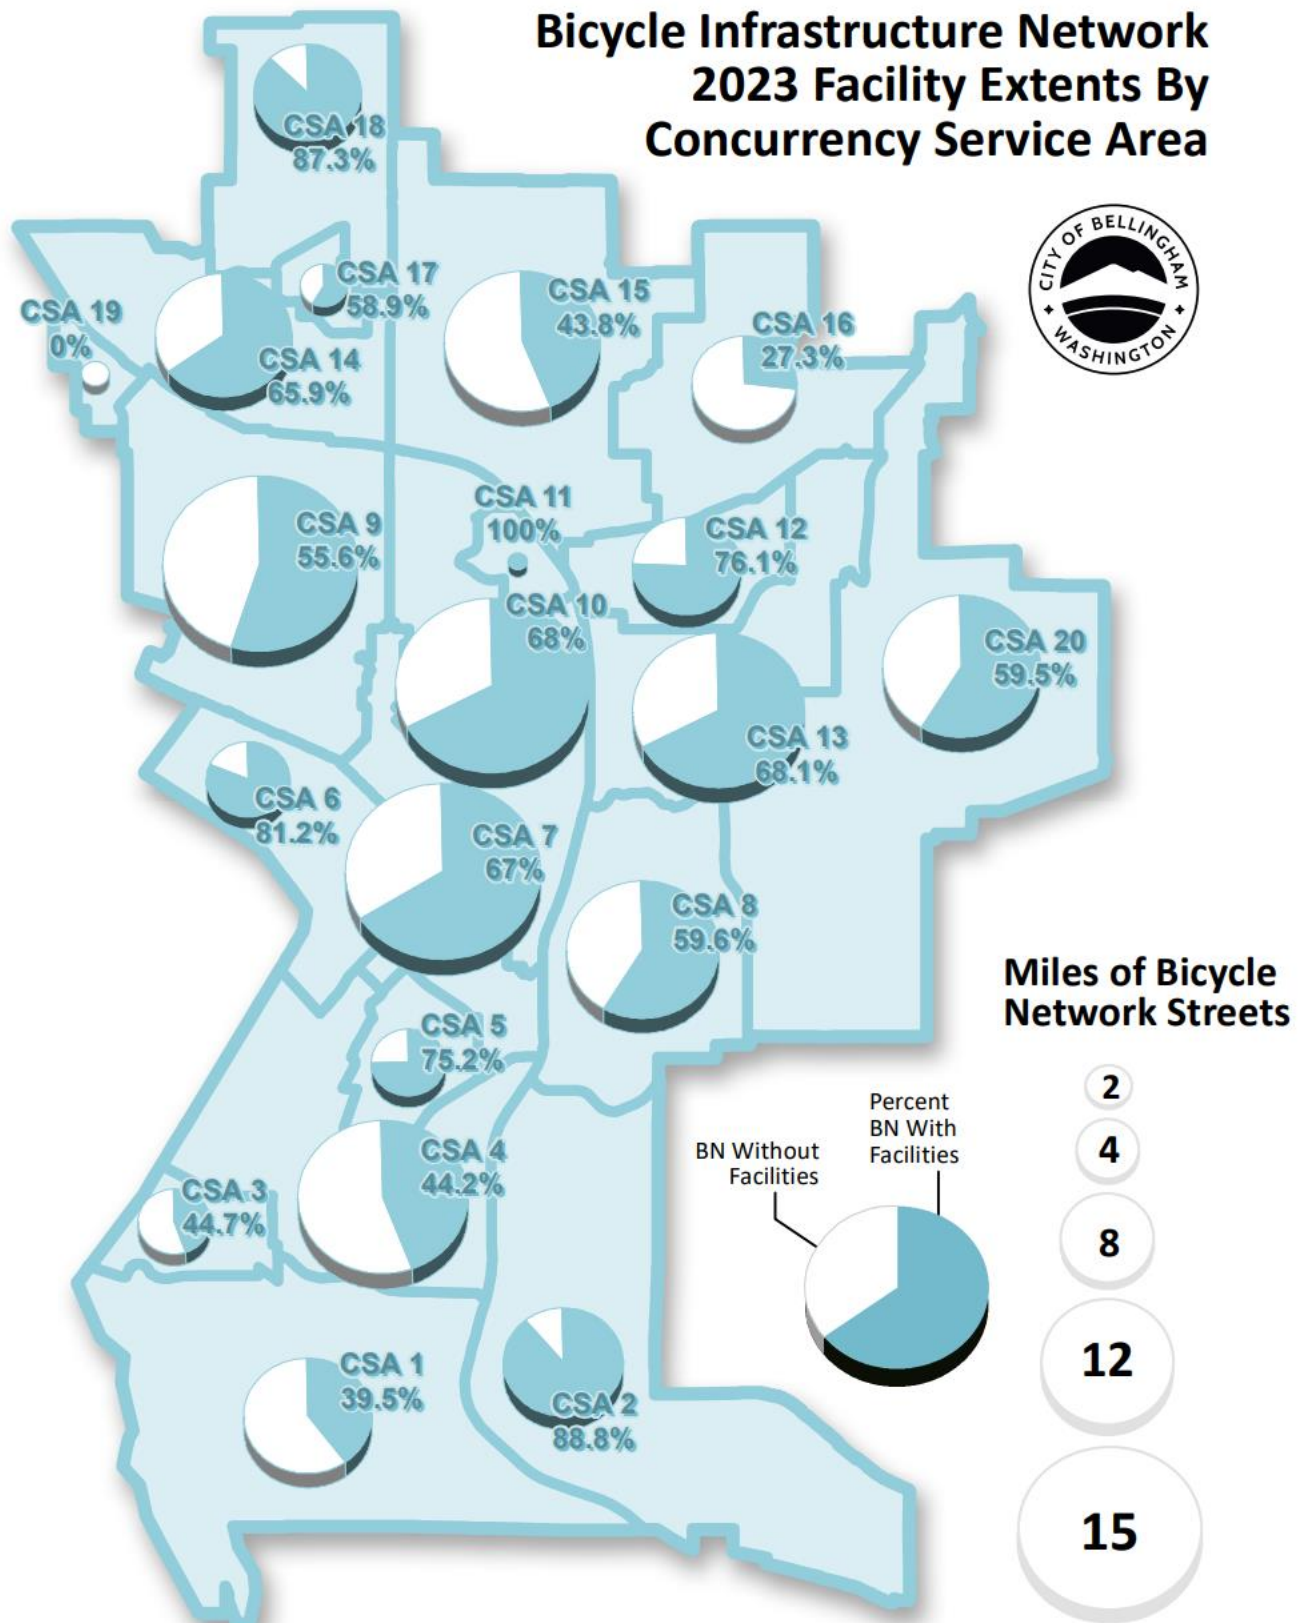 Bicycle Infrastructure Network
2023 Facility Extents By
Concurrency Service Area
CITY OF BELLINGHAM
WASHINGTON
CSA 18
87.3%
CSA 17
58.9%
CSA 19
0%
CSA 14
65.9%
CSA 15
43.8%
CSA 16
27.3%
CSA 9
55.6%
CSA 11
100%
CSA 12
76.1%
CSA 10
68%
CSA 20
59.5%
CSA 13
68.1%
CSA 6
81.2%
CSA 7
67%
CSA 8
59.6%
CSA 5
75.2%
CSA 4
44.2%
CSA 3
44.7%
CSA 1
39.5%
CSA 2
88.8%
Miles of Bicycle
Network Streets
2
4
8
12
15
BN Without
Facilities
Percent
BN With
Facilities